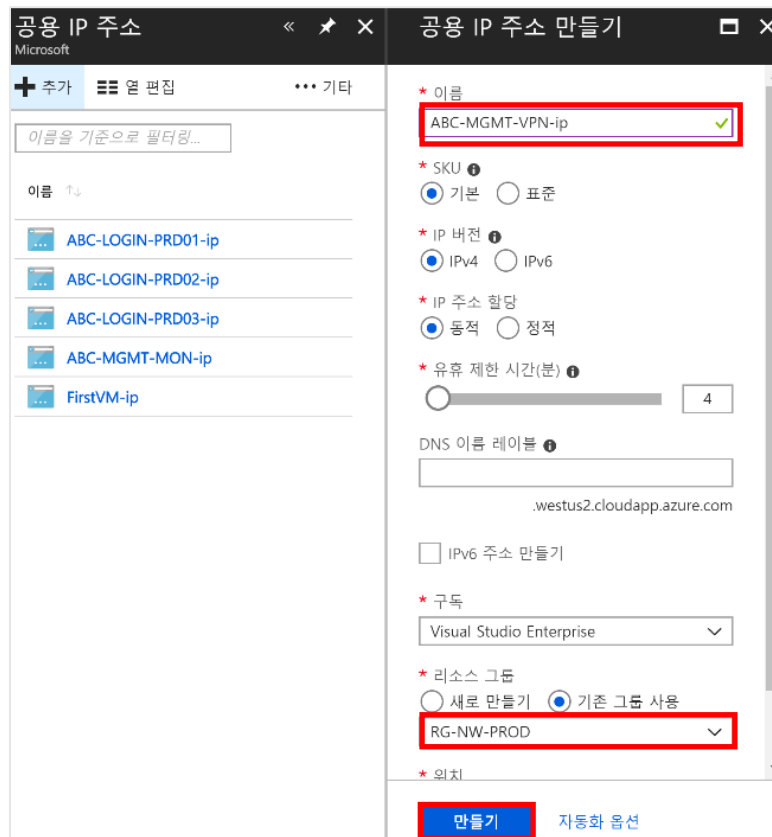 공용 IP 주소
Microsoft
추가
열 편집
••• 기타
이름을 기준으로 필터링...
이름
ABC-LOGIN-PRD01-ip
ABC-LOGIN-PRD02-ip
ABC-LOGIN-PRD03-ip
ABC-MGMT-MON-ip
FirstVM-ip
공용 IP 주소 만들기
* 이름
ABC-MGMT-VPN-ip
* SKU
기본 표준
* IP 버전
IPv4 IPv6
* IP 주소 할당
동적 정적
* 유휴 제한 시간(분)
4
DNS 이름 레이블
.westus2.cloudapp.azure.com
IPv6 주소 만들기
* 구독
Visual Studio Enterprise
* 리소스 그룹
새로 만들기 기존 그룹 사용
RG-NW-PROD
* 위치
만들기 자동화 옵션